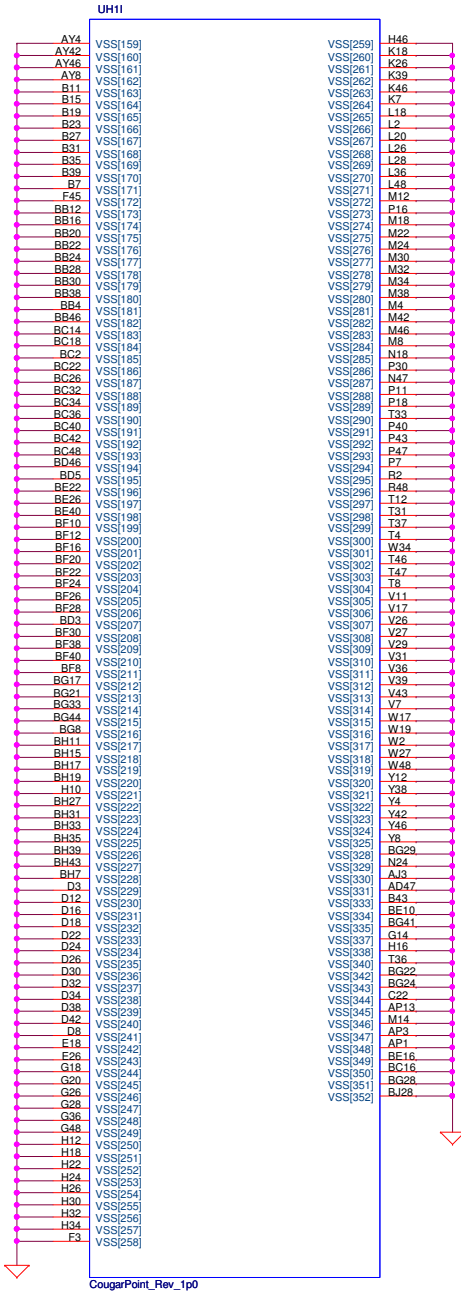 UH1I
AY4 VSS[159]
AY42 VSS[160]
AY46 VSS[161]
AY8 VSS[162]
B11 VSS[163]
B15 VSS[164]
B19 VSS[165]
B23 VSS[166]
B27 VSS[167]
B31 VSS[168]
B35 VSS[169]
B39 VSS[170]
B7 VSS[171]
F45 VSS[172]
BB12 VSS[173]
BB16 VSS[174]
BB20 VSS[175]
BB22 VSS[176]
BB24 VSS[177]
BB28 VSS[178]
BB30 VSS[179]
BB38 VSS[180]
BB4 VSS[181]
BB46 VSS[182]
BC14 VSS[183]
BC18 VSS[184]
BC2 VSS[185]
BC22 VSS[186]
BC26 VSS[187]
BC32 VSS[188]
BC34 VSS[189]
BC36 VSS[190]
BC40 VSS[191]
BC42 VSS[192]
BC48 VSS[193]
BD46 VSS[194]
BD5 VSS[195]
BE22 VSS[196]
BE26 VSS[197]
BE40 VSS[198]
BF10 VSS[199]
BF12 VSS[200]
BF16 VSS[201]
BF20 VSS[202]
BF22 VSS[203]
BF24 VSS[204]
BF26 VSS[205]
BF28 VSS[206]
BD3 VSS[207]
BF30 VSS[208]
BF38 VSS[209]
BF40 VSS[210]
BF8 VSS[211]
BG17 VSS[212]
BG21 VSS[213]
BG33 VSS[214]
BG44 VSS[215]
BG8 VSS[216]
BH11 VSS[217]
BH15 VSS[218]
BH17 VSS[219]
BH19 VSS[220]
H10 VSS[221]
BH27 VSS[222]
BH31 VSS[223]
BH33 VSS[224]
BH35 VSS[225]
BH39 VSS[226]
BH43 VSS[227]
BH7 VSS[228]
D3 VSS[229]
D12 VSS[230]
D16 VSS[231]
D18 VSS[232]
D22 VSS[233]
D24 VSS[234]
D26 VSS[235]
D30 VSS[236]
D32 VSS[237]
D34 VSS[238]
D38 VSS[239]
D42 VSS[240]
D8 VSS[241]
E18 VSS[242]
E26 VSS[243]
G18 VSS[244]
G20 VSS[245]
G26 VSS[246]
G28 VSS[247]
G36 VSS[248]
G48 VSS[249]
H12 VSS[250]
H18 VSS[251]
H22 VSS[252]
H24 VSS[253]
H26 VSS[254]
H30 VSS[255]
H32 VSS[256]
H34 VSS[257]
F3 VSS[258]
VSS[259] H46
VSS[260] K18
VSS[261] K26
VSS[262] K39
VSS[263] K46
VSS[264] K7
VSS[265] L18
VSS[266] L2
VSS[267] L20
VSS[268] L26
VSS[269] L28
VSS[270] L36
VSS[271] L48
VSS[272] M12
VSS[273] P16
VSS[274] M18
VSS[275] M22
VSS[276] M24
VSS[277] M30
VSS[278] M32
VSS[279] M34
VSS[280] M38
VSS[281] M4
VSS[282] M42
VSS[283] M46
VSS[284] M8
VSS[285] N18
VSS[286] P30
VSS[287] N47
VSS[288] P11
VSS[289] P18
VSS[290] T33
VSS[291] P40
VSS[292] P43
VSS[293] P47
VSS[294] P7
VSS[295] R2
VSS[296] R48
VSS[297] T12
VSS[298] T31
VSS[299] T37
VSS[300] T4
VSS[301] W34
VSS[302] T46
VSS[303] T47
VSS[304] T8
VSS[305] V11
VSS[306] V17
VSS[307] V26
VSS[308] V27
VSS[309] V29
VSS[310] V31
VSS[311] V36
VSS[312] V39
VSS[313] V43
VSS[314] V7
VSS[315] W17
VSS[316] W19
VSS[317] W2
VSS[318] W27
VSS[319] W48
VSS[320] Y12
VSS[321] Y38
VSS[322] Y4
VSS[323] Y42
VSS[324] Y46
VSS[325] Y8
VSS[328] BG29
VSS[329] N24
VSS[330] AJ3
VSS[331] AD47
VSS[333] B43
VSS[334] BE10
VSS[335] BG41
VSS[337] G14
VSS[338] H16
VSS[340] T36
VSS[342] BG22
VSS[343] BG24
VSS[344] C22
VSS[345] AP13
VSS[346] M14
VSS[347] AP3
VSS[348] AP1
VSS[349] BE16
VSS[350] BC16
VSS[351] BG28
VSS[352] BJ28
CougarPoint_Rev_1p0